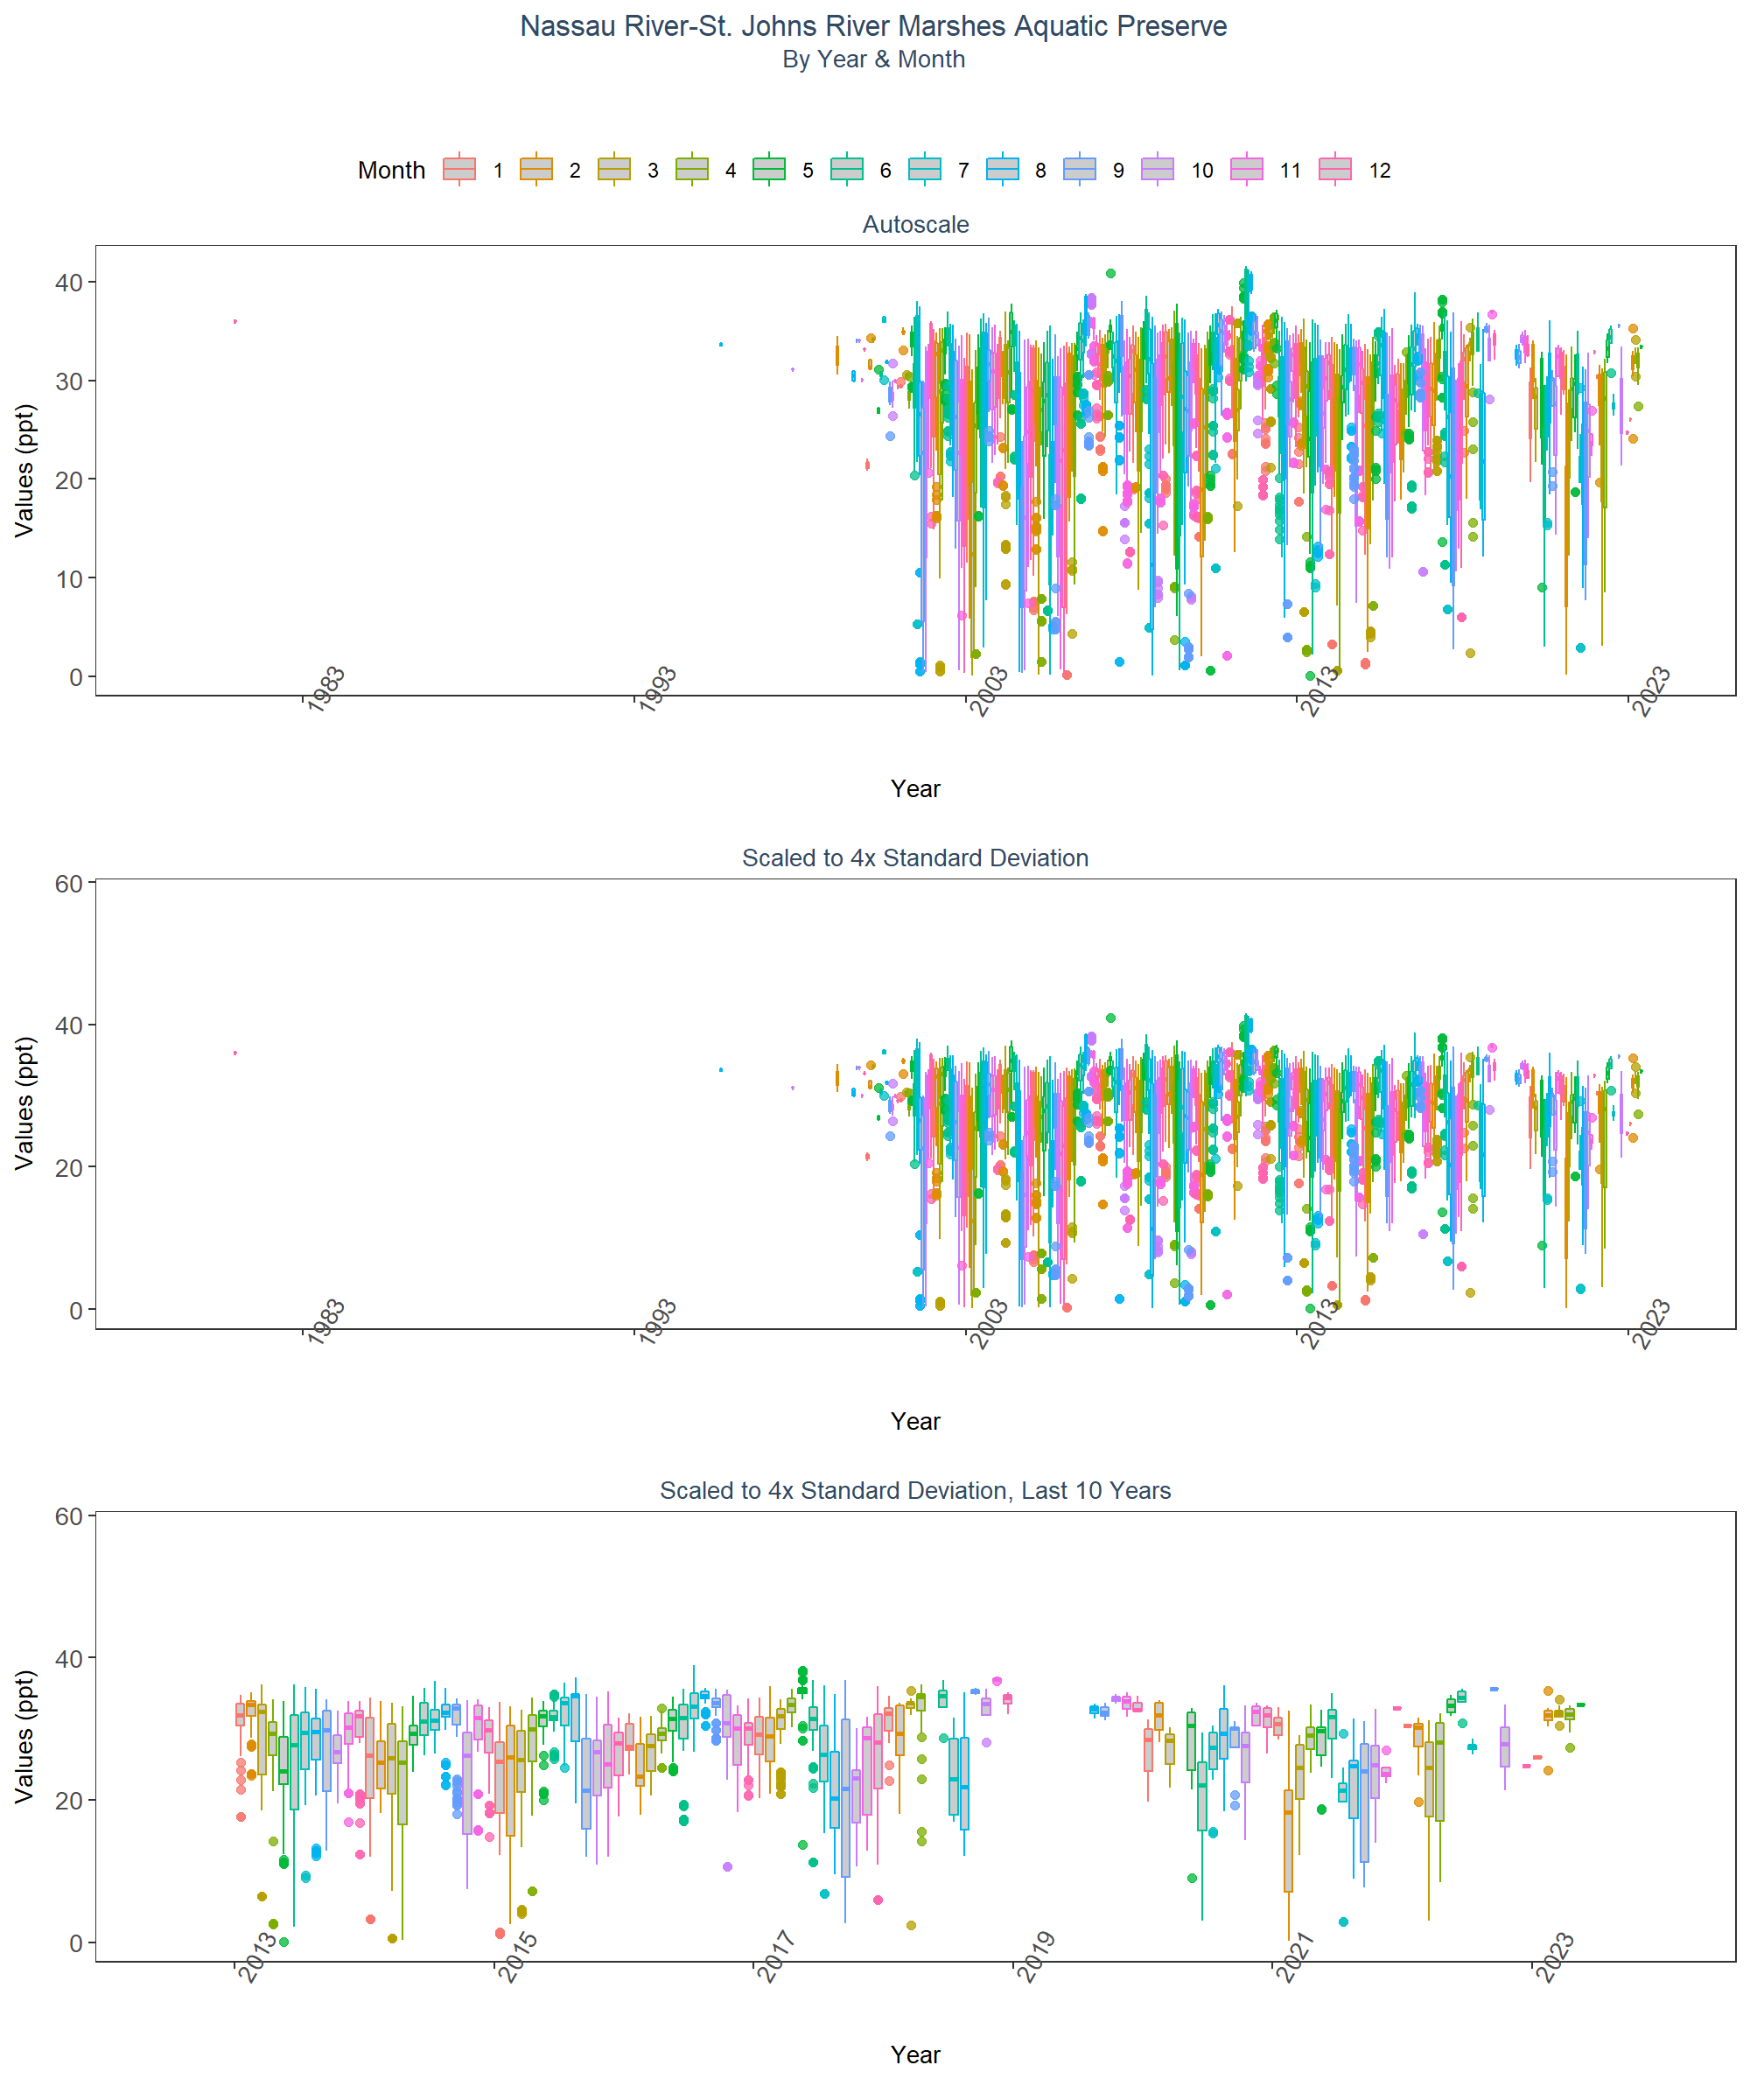 Nassau River-St. Johns River Marshes Aquatic Preserve
By Year & Month
Month 1 2 3 4 5 6 7 8 9 10 11 12
Autoscale
Values (ppt)
40
30
20
10
0
1983 1993 2003 2013 2023
Year
Scaled to 4x Standard Deviation
Values (ppt)
60
40
20
0
1983 1993 2003 2013 2023
Year
Scaled to 4x Standard Deviation, Last 10 Years
Values (ppt)
60
40
20
0
2013 2015 2017 2019 2021 2023
Year